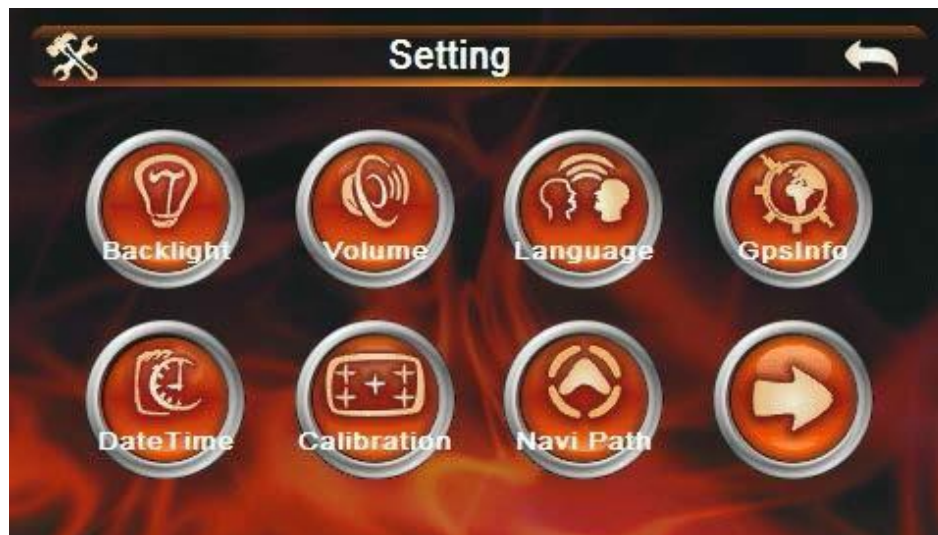 Setting
Backlight
Volume
Language
GpsInfo
DateTime
Calibration
Navi Path